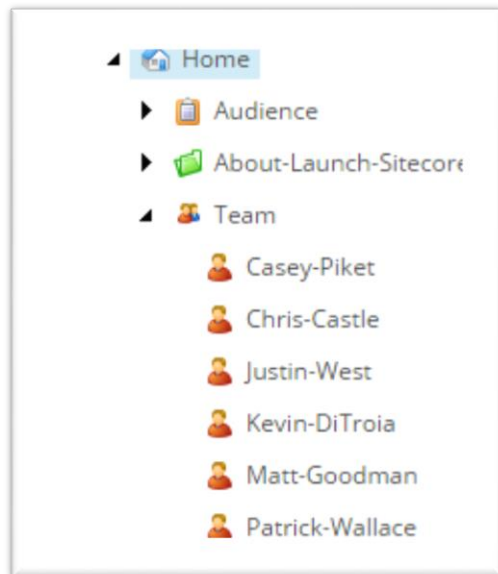 Home
Audience
About-Launch-Sitecore
Team
Casey-Piket
Chris-Castle
Justin-West
Kevin-DiTroia
Matt-Goodman
Patrick-Wallace